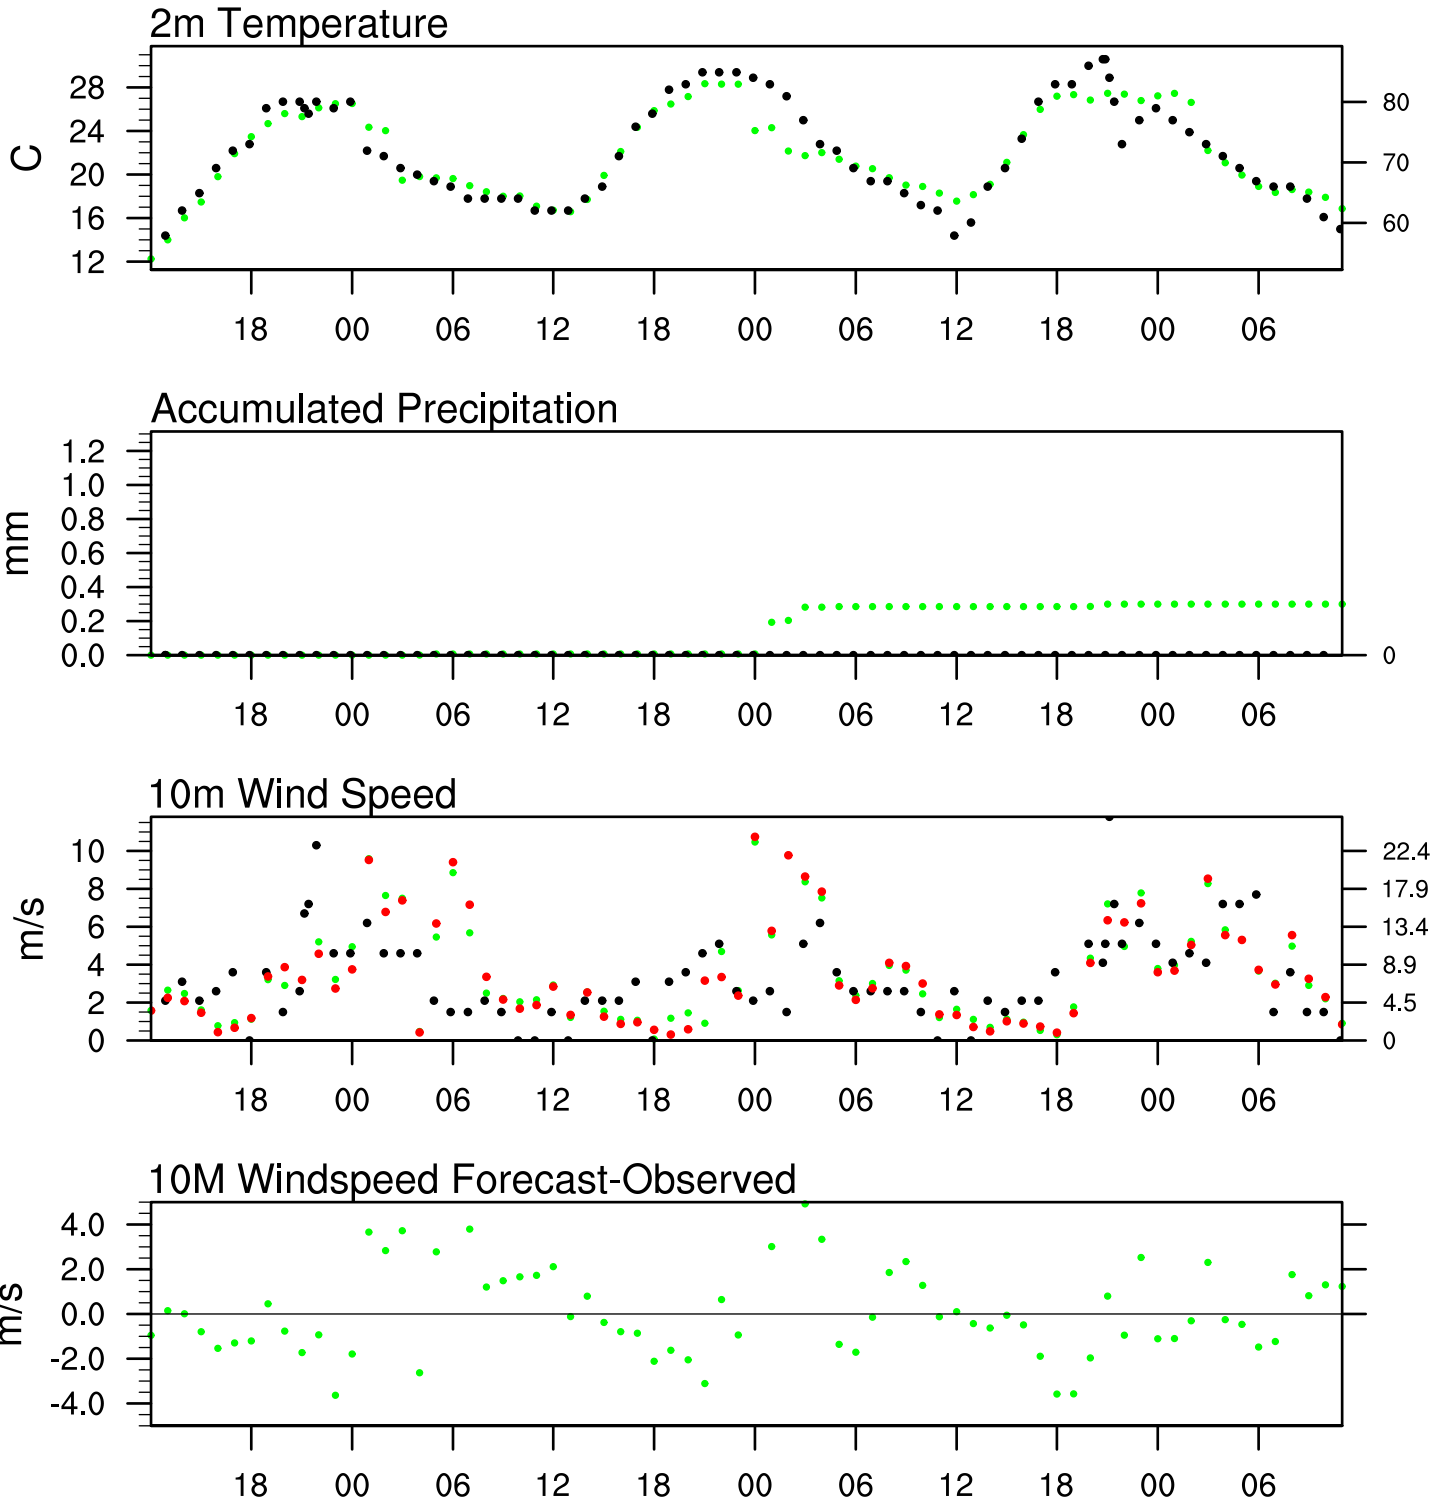 2m Temperature
C
28
24
20
16
12
80
70
60
18 00 06 12 18 00 06 12 18 00 06
Accumulated Precipitation
mm
1.2
1.0
0.8
0.6
0.4
0.2
0.0
0
18 00 06 12 18 00 06 12 18 00 06
10m Wind Speed
m/s
10
8
6
4
2
0
22.4
17.9
13.4
8.9
4.5
0
18 00 06 12 18 00 06 12 18 00 06
10M Windspeed Forecast-Observed
m/s
4.0
2.0
0.0
-2.0
-4.0
18 00 06 12 18 00 06 12 18 00 06